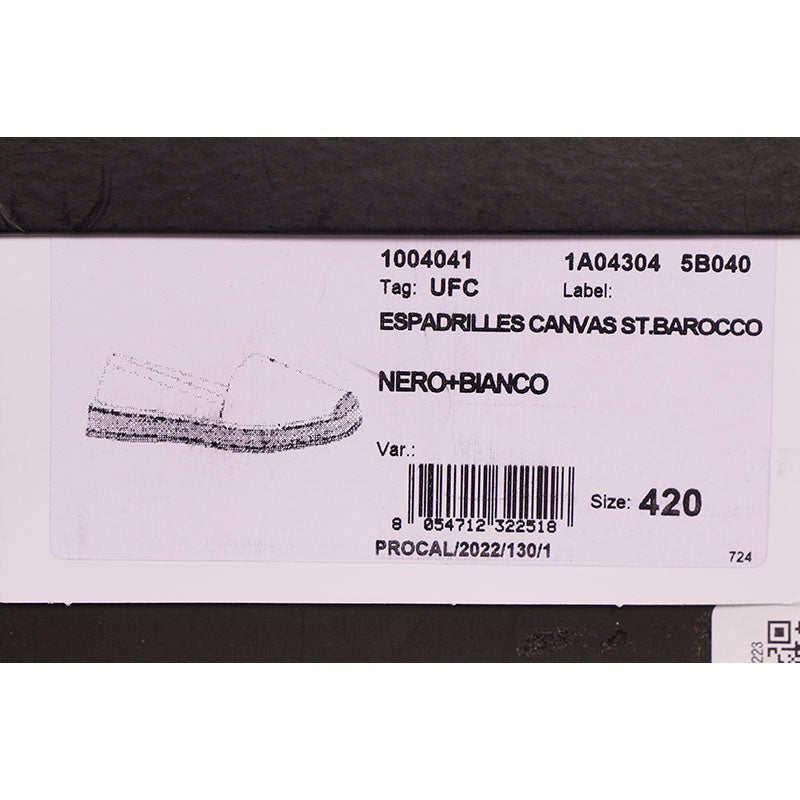 1004041 1A04304 5B040
Tag: UFC Label:
ESPADRILLES CANVAS ST.BAROCCO
NERO+BIANCO
Var.:
Size: 420
8 054712 322518
PROCAL/2022/130/1
724
223